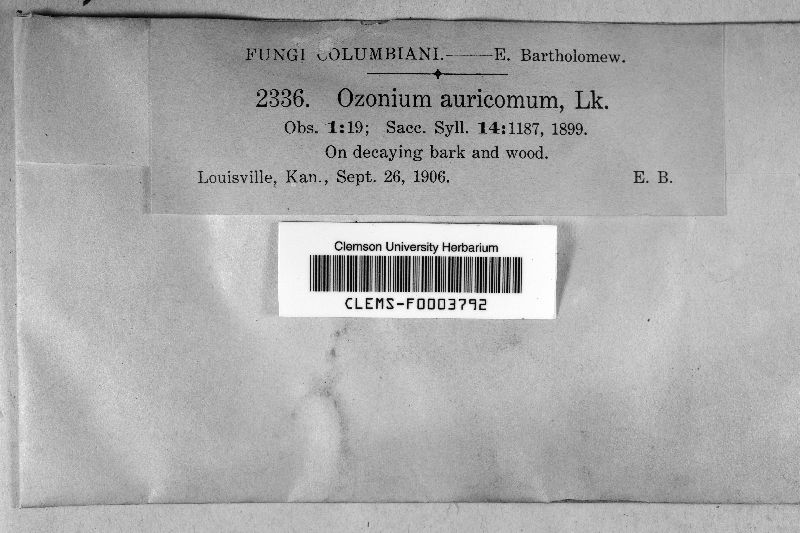 FUNGI COLUMBIANI.——E. Bartholomew.
2336. Ozonium auricomum, Lk.
Obs. 1:19; Sacc. Syll. 14:1187, 1899.
On decaying bark and wood.
Louisville, Kan., Sept. 26, 1906. E. B.
Clemson University Herbarium
CLEMS-F0003792